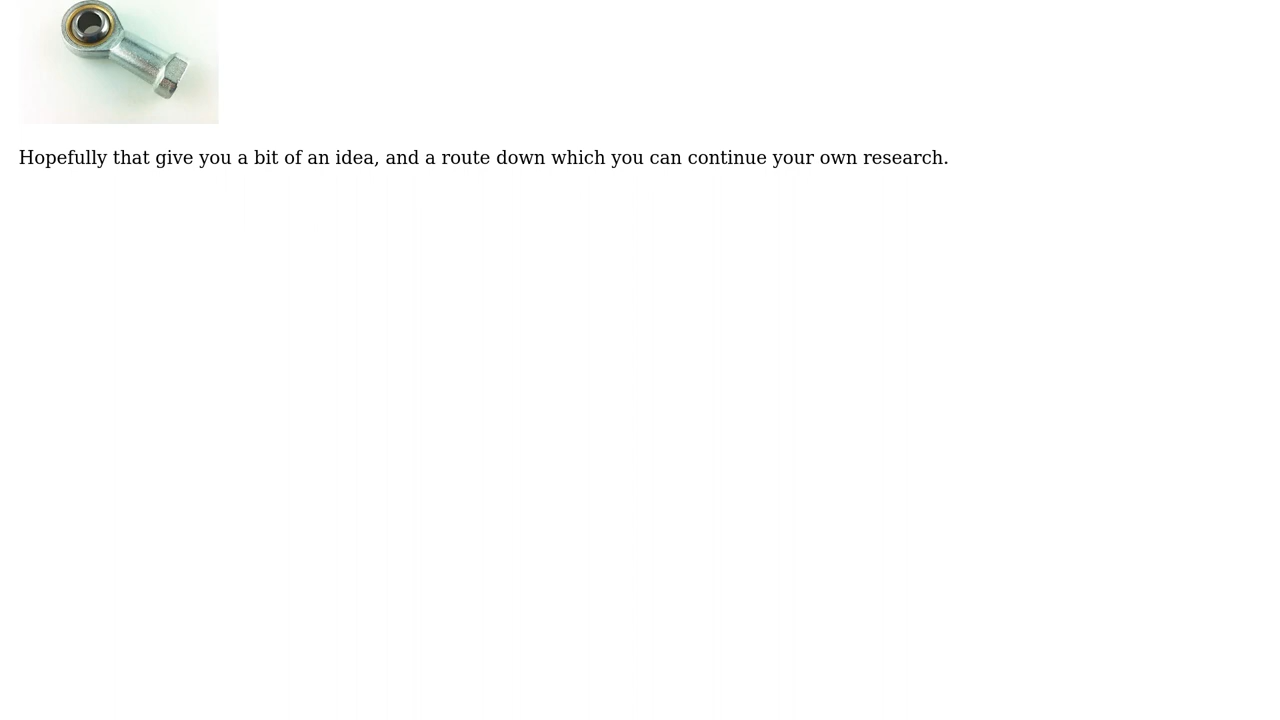 Hopefully that give you a bit of an idea, and a route down which you can continue your own research.